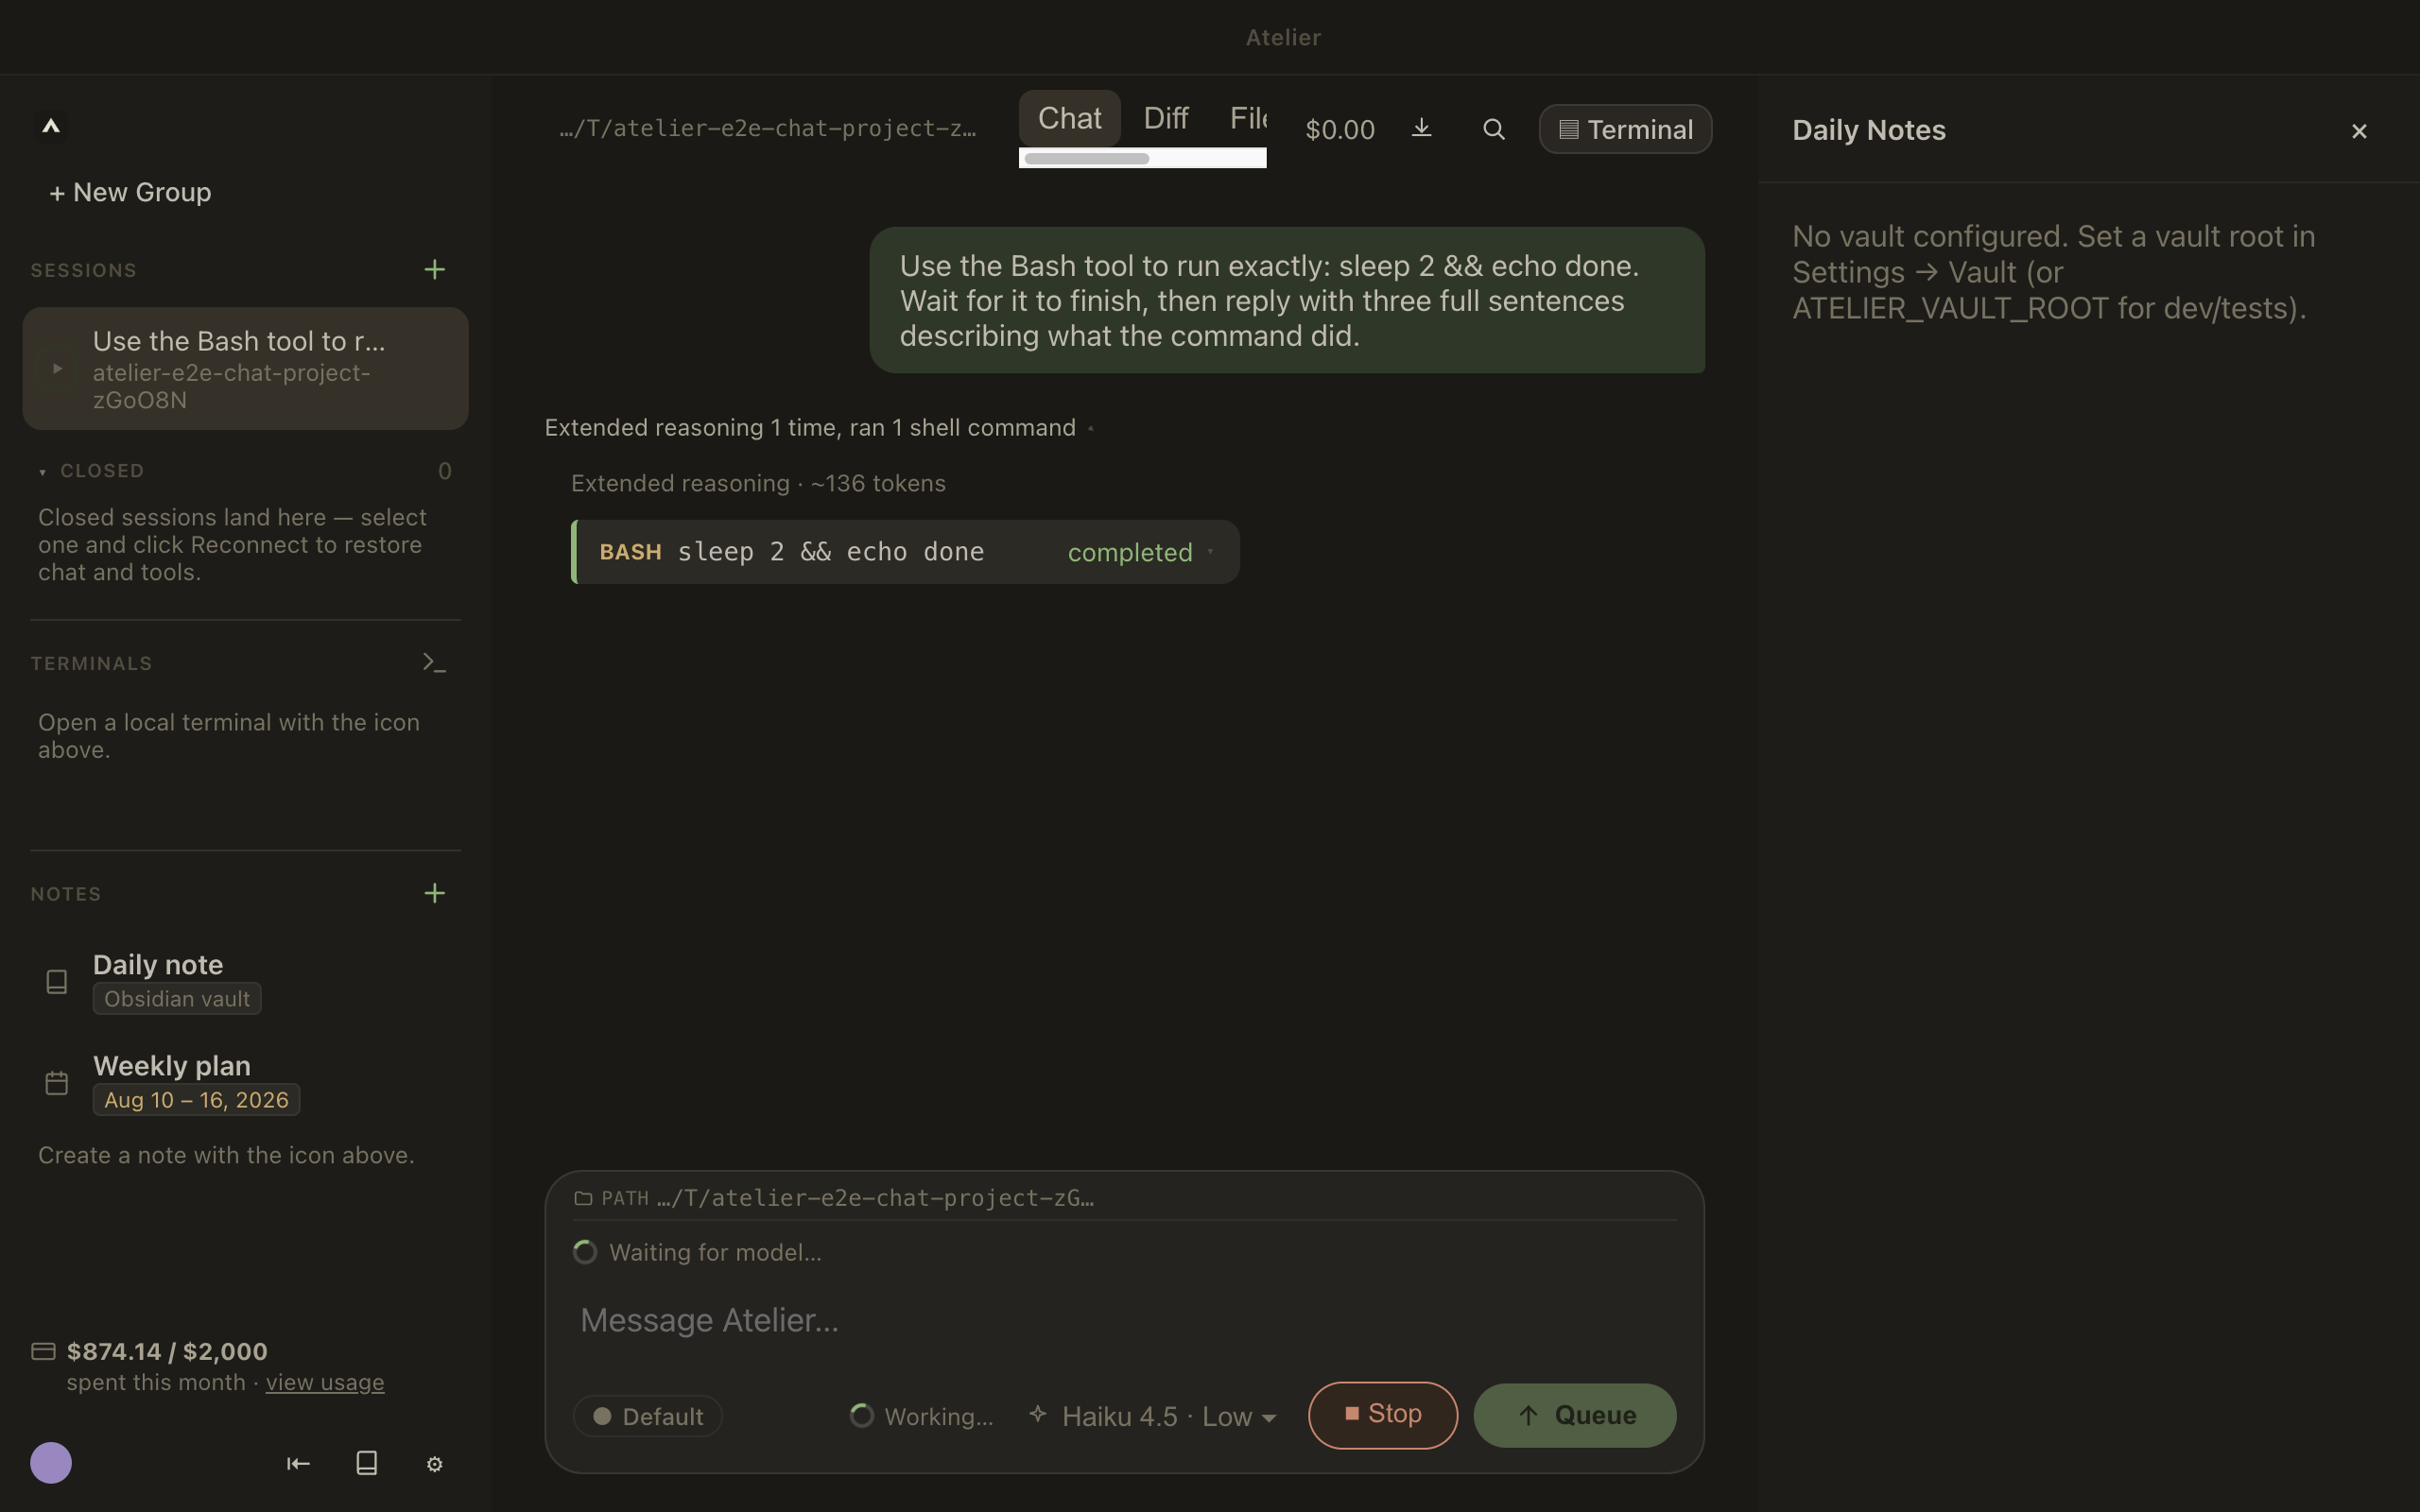 Atelier
+ New Group
SESSIONS
Use the Bash tool to r...
atelier-e2e-chat-project-
zGoO8N
CLOSED 0
Closed sessions land here — select
one and click Reconnect to restore
chat and tools.
TERMINALS
Open a local terminal with the icon
above.
NOTES
Daily note
Obsidian vault
Weekly plan
Aug 10 – 16, 2026
Create a note with the icon above.
$874.14 / $2,000
spent this month · view usage
…/T/atelier-e2e-chat-project-z…
Chat Diff File
$0.00
Terminal
Use the Bash tool to run exactly: sleep 2 && echo done.
Wait for it to finish, then reply with three full sentences
describing what the command did.
Extended reasoning 1 time, ran 1 shell command
Extended reasoning · ~136 tokens
BASH sleep 2 && echo done completed
PATH …/T/atelier-e2e-chat-project-zG…
Waiting for model...
Message Atelier...
Default
Working...
Haiku 4.5 · Low
Stop
Queue
Daily Notes
No vault configured. Set a vault root in
Settings → Vault (or
ATELIER_VAULT_ROOT for dev/tests).